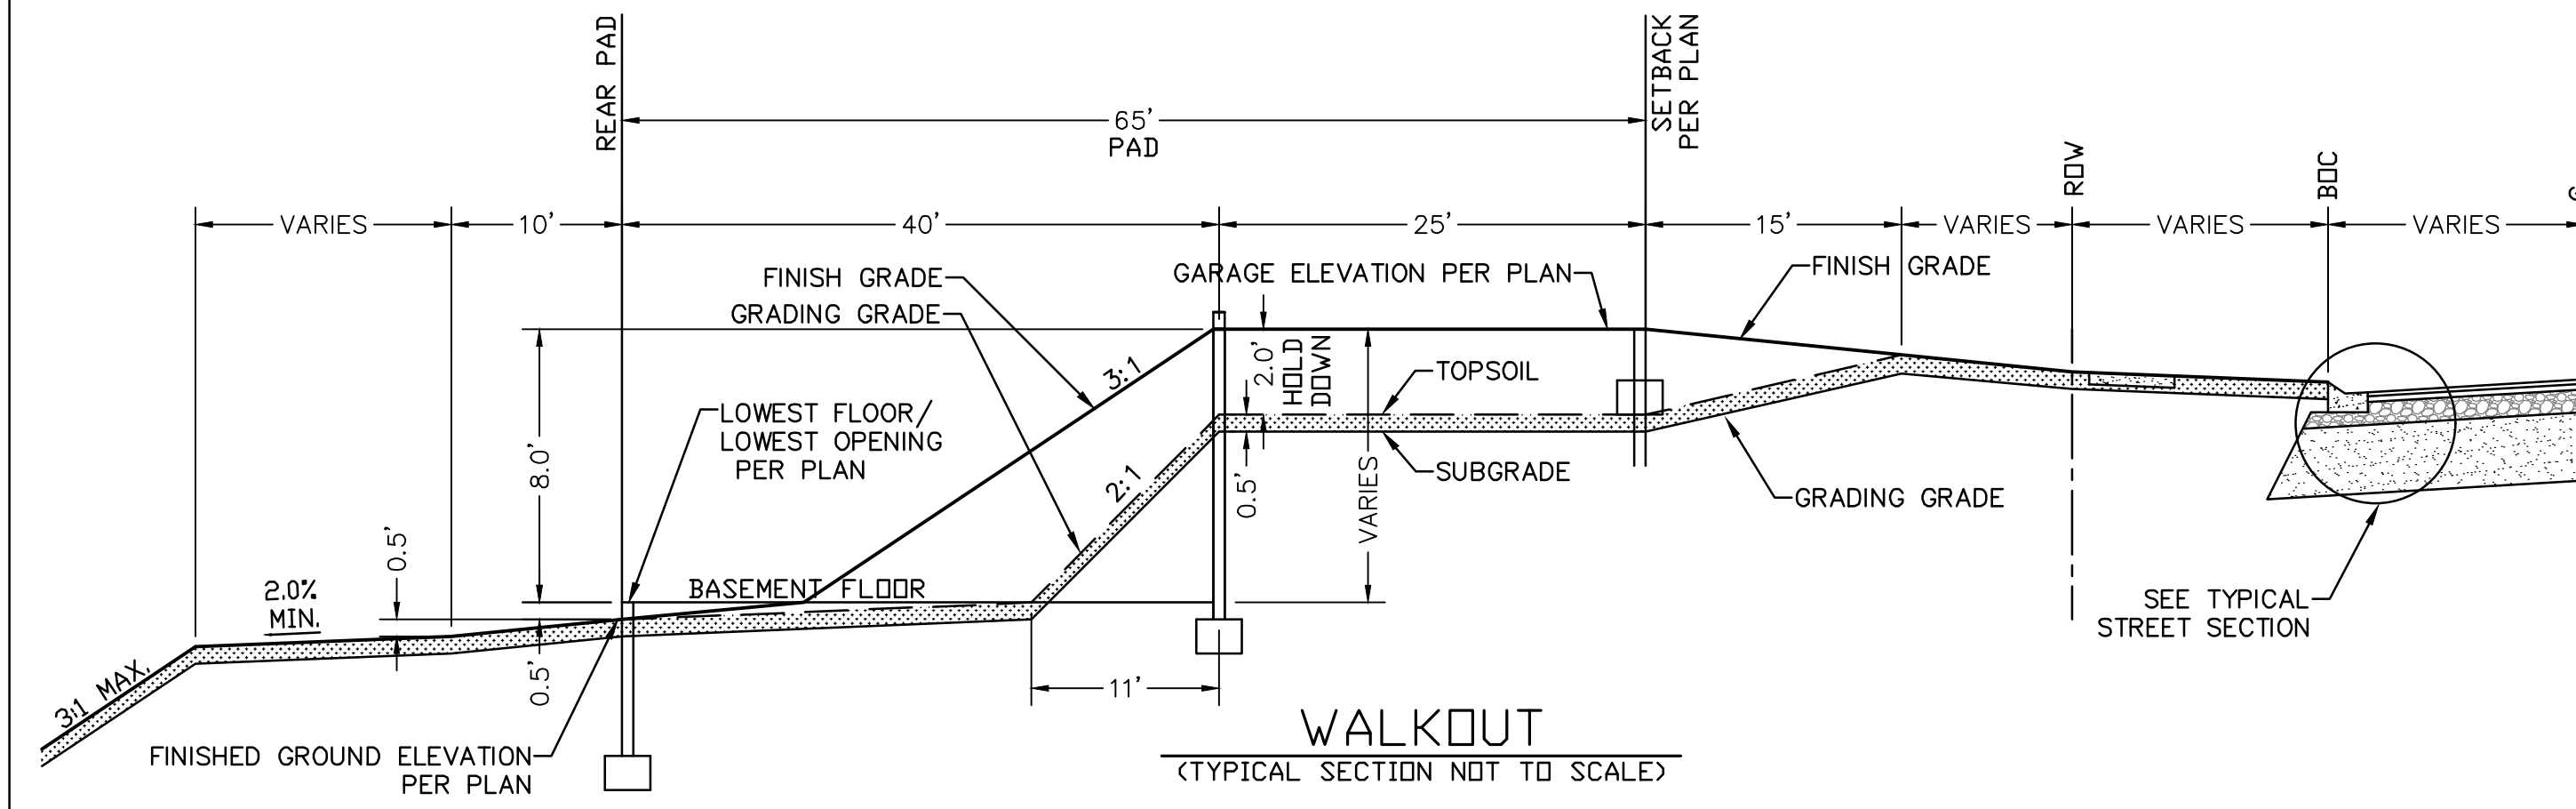 REAR PAD
SETBACK
PER PLAN
65'
PAD
ROW
BOC
VARIES
10'
40'
25'
15'
VARIES
VARIES
VARIES
FINISH GRADE
GRADING GRADE
GARAGE ELEVATION PER PLAN
FINISH GRADE
3:1
2.0'
HOLD
DOWN
TOPSOIL
LOWEST FLOOR/
LOWEST OPENING
PER PLAN
8.0'
2:1
0.5'
VARIES
SUBGRADE
GRADING GRADE
0.5'
2.0%
MIN.
BASEMENT FLOOR
0.5'
SEE TYPICAL
STREET SECTION
3:1 MAX.
11'
FINISHED GROUND ELEVATION
PER PLAN
WALKOUT
(TYPICAL SECTION NOT TO SCALE)